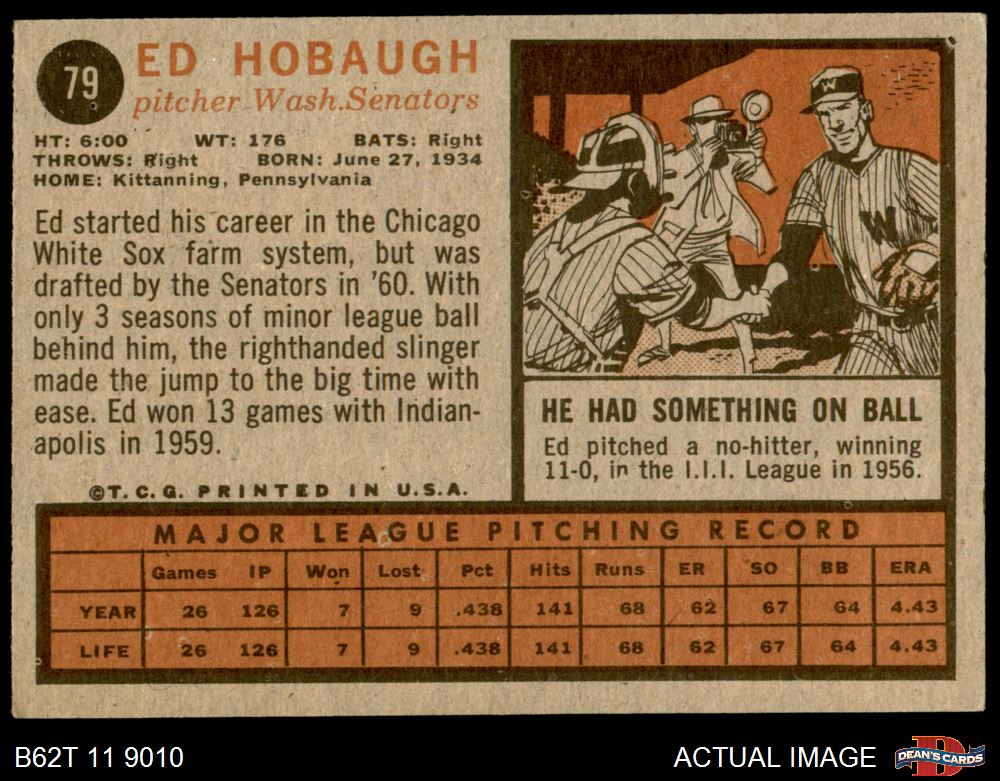 79
ED HOBAUGH
pitcher-Wash.Senators
HT: 6:00 WT: 176 BATS: Right
THROWS: Right BORN: June 27, 1934
HOME: Kittanning, Pennsylvania
Ed started his career in the Chicago
White Sox farm system, but was
drafted by the Senators in '60. With
only 3 seasons of minor league ball
behind him, the righthanded slinger
made the jump to the big time with
ease. Ed won 13 games with Indian-
apolis in 1959.
©T.C.G. PRINTED IN U.S.A.
W
W
HE HAD SOMETHING ON BALL
Ed pitched a no-hitter, winning
11-0, in the I.I.I. League in 1956.
MAJOR LEAGUE PITCHING RECORD
Games IP Won Lost Pct Hits Runs ER SO BB ERA
YEAR 26 126 7 9 .438 141 68 62 67 64 4.43
LIFE 26 126 7 9 .438 141 68 62 67 64 4.43
B62T 11 9010
ACTUAL IMAGE
D
DEAN'S CARDS